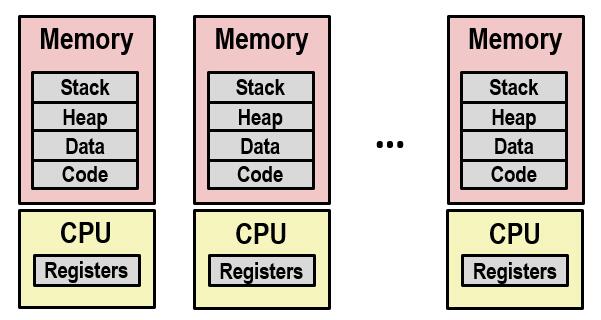 Memory
Stack
Heap
Data
Code
CPU
Registers
Memory
Stack
Heap
Data
Code
CPU
Registers
...
Memory
Stack
Heap
Data
Code
CPU
Registers